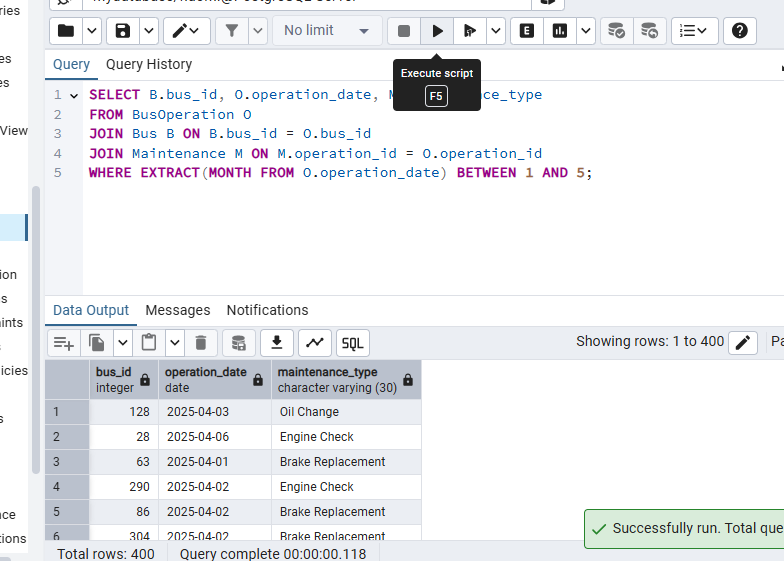 ries
es
es
View
ion
s
aints
icies
s
nce
tions
No limit
Execute script
F5
Query
Query History
1 SELECT B.bus_id, O.operation_date, M ce_type
2 FROM BusOperation O
3 JOIN Bus B ON B.bus_id = O.bus_id
4 JOIN Maintenance M ON M.operation_id = O.operation_id
5 WHERE EXTRACT(MONTH FROM O.operation_date) BETWEEN 1 AND 5;
Data Output
Messages
Notifications
SQL
Showing rows: 1 to 400
Pa
bus_id integer
operation_date date
maintenance_type character varying (30)
1 128 2025-04-03 Oil Change
2 28 2025-04-06 Engine Check
3 63 2025-04-01 Brake Replacement
4 290 2025-04-02 Engine Check
5 86 2025-04-02 Brake Replacement
6 304 2025-04-02 Brake Replacement
Successfully run. Total que
Total rows: 400
Query complete 00:00:00.118